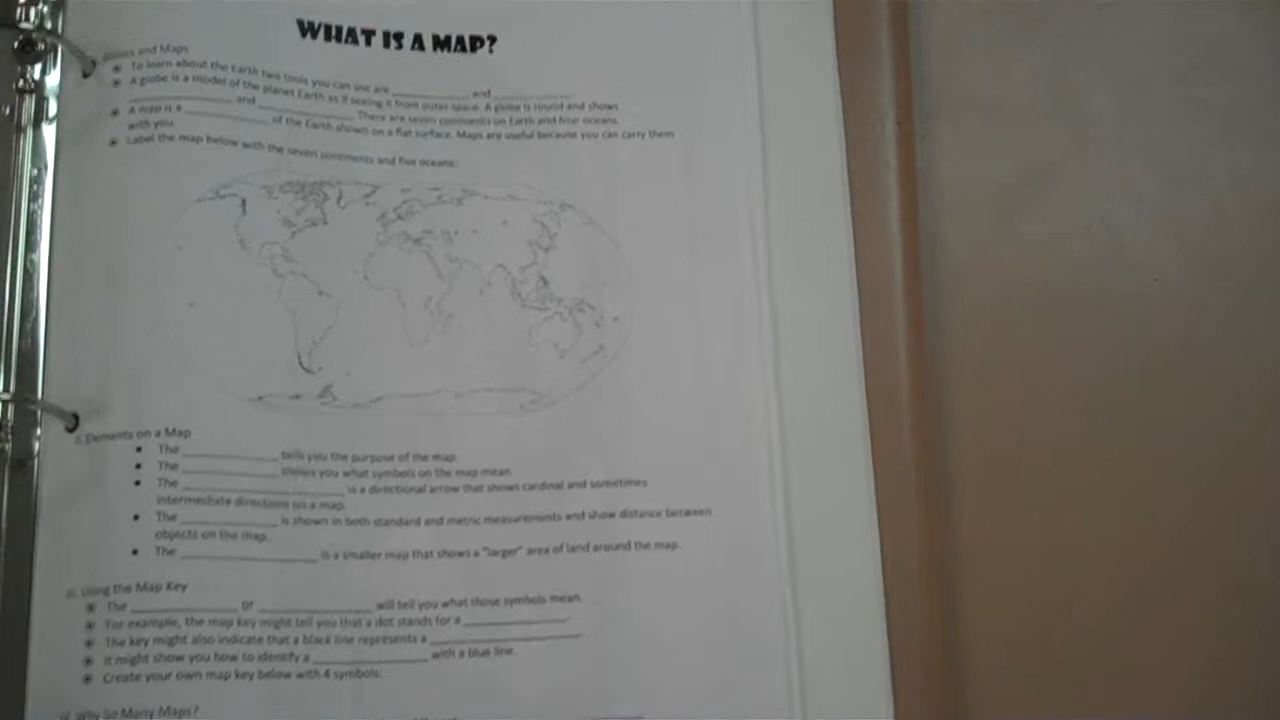 WHAT IS A MAP?
and Maps
To learn about the Earth two tools you can use are __________ and __________
A globe is a model of the planet Earth as if seeing it from outer space. A globe is round and shows
__________ and __________. There are seven continents on Earth and four oceans.
A map is a __________ of the Earth shown on a flat surface. Maps are useful because you can carry them
with you.
Label the map below with the seven continents and five oceans:
Elements on a Map
The __________ tells you the purpose of the map.
The __________ shows you what symbols on the map mean.
The __________ is a directional arrow that shows cardinal and sometimes
intermediate directions on a map.
The __________ is shown in both standard and metric measurements and show distance between
objects on the map.
The __________ is a smaller map that shows a "larger" area of land around the map.
III. Using the Map Key
The __________ or __________ will tell you what those symbols mean.
For example, the map key might tell you that a dot stands for a __________.
The key might also indicate that a black line represents a __________
It might show you how to identify a __________ with a blue line.
Create your own map key below with 4 symbols:
Why So Many Maps?